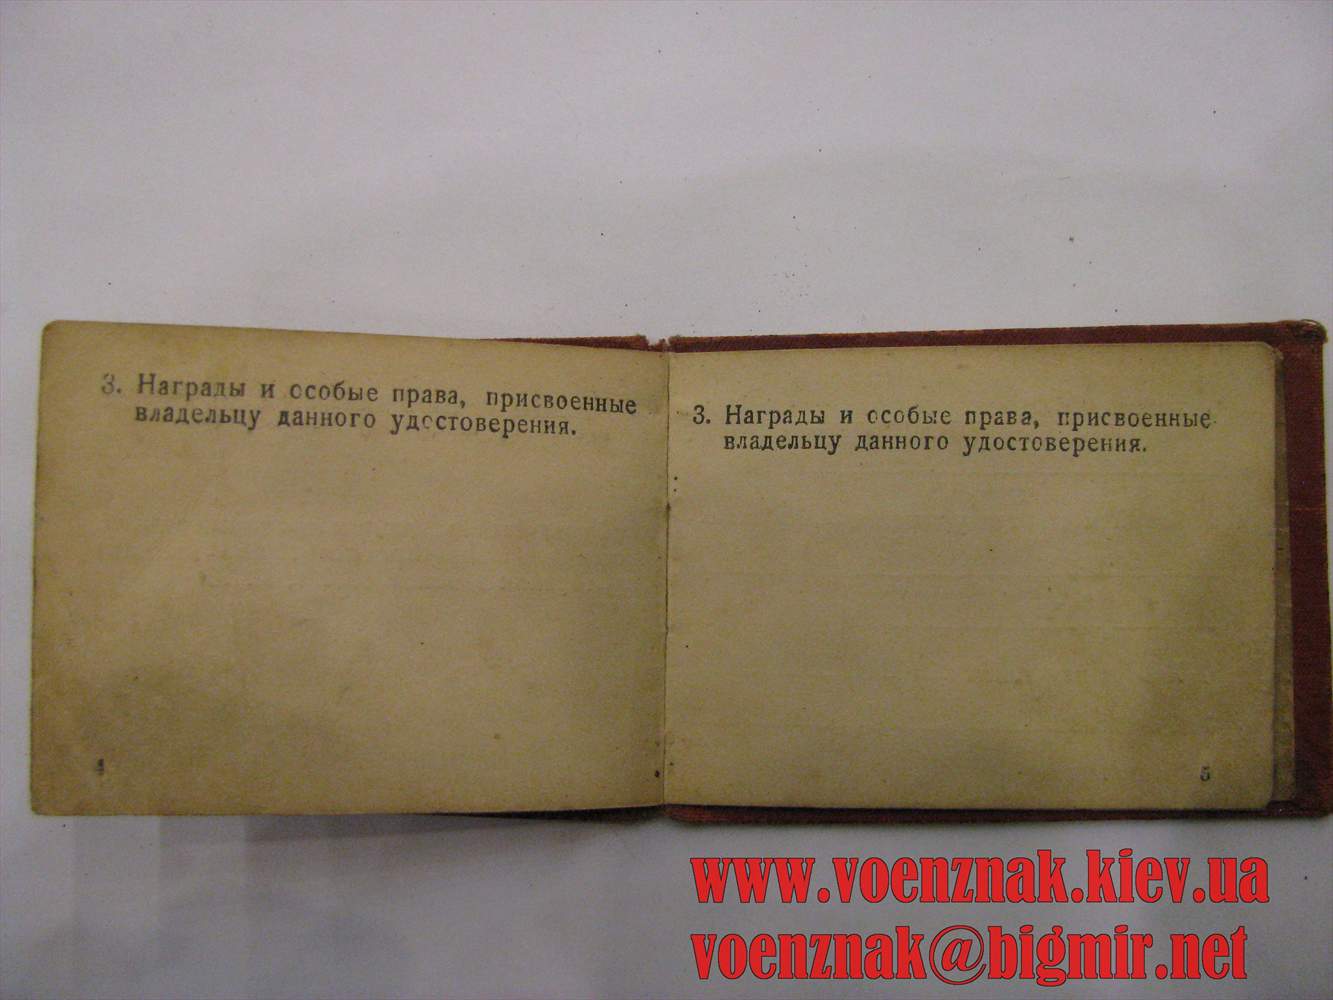 3. Награды и особые права, присвоенные
владельцу данного удостоверения.
4
3. Награды и особые права, присвоенные
владельцу данного удостоверения.
5
www.voenznak.kiev.ua
voenznak@bigmir.net